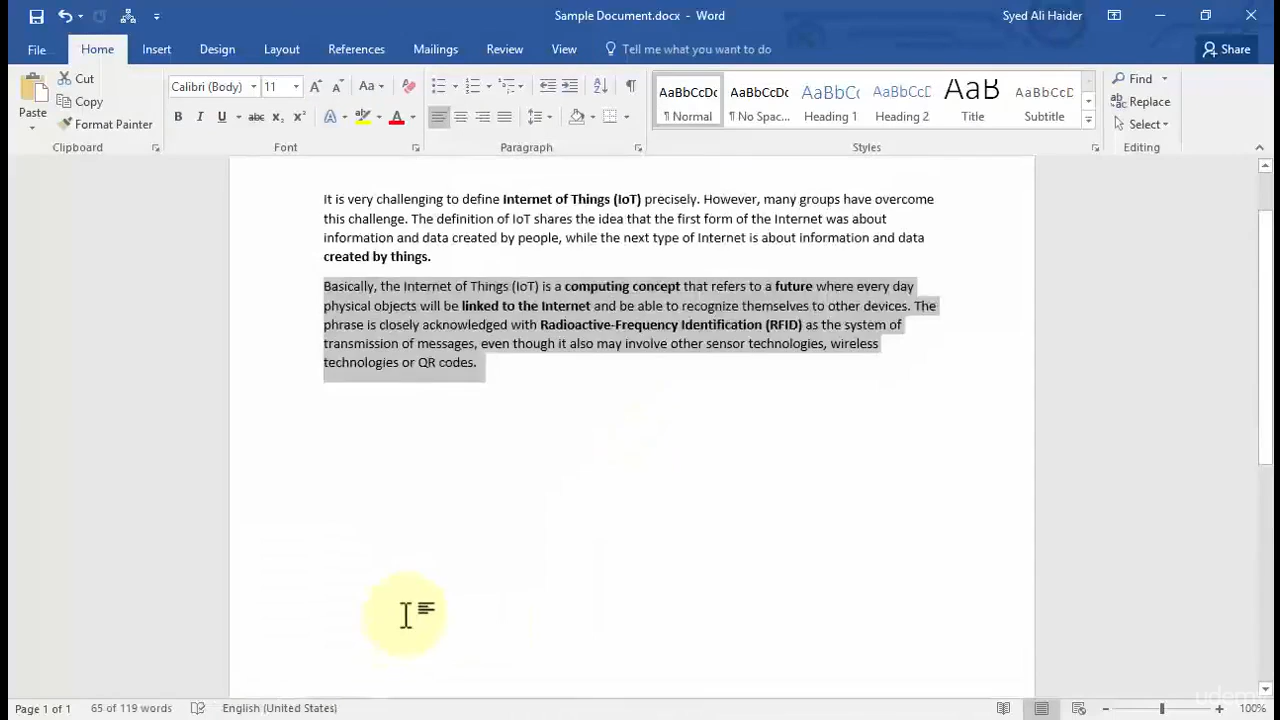 Sample Document.docx - Word
Syed Ali Haider
File Home Insert Design Layout References Mailings Review View Tell me what you want to do Share
Paste
Cut
Copy
Format Painter
Clipboard
Calibri (Body) 11
Aa
B I U abc X₂ X²
A A
Font
Paragraph
AaBbCcDc AaBbCcDc AaBbCc AaBbCcD AaB AaBbCcD
¶ Normal ¶ No Spac... Heading 1 Heading 2 Title Subtitle
Styles
Find
Replace
Select
Editing
It is very challenging to define Internet of Things (IoT) precisely. However, many groups have overcome
this challenge. The definition of IoT shares the idea that the first form of the Internet was about
information and data created by people, while the next type of Internet is about information and data
created by things.
Basically, the Internet of Things (IoT) is a computing concept that refers to a future where every day
physical objects will be linked to the Internet and be able to recognize themselves to other devices. The
phrase is closely acknowledged with Radioactive-Frequency Identification (RFID) as the system of
transmission of messages, even though it also may involve other sensor technologies, wireless
technologies or QR codes.
udemy
Page 1 of 1 65 of 119 words English (United States) 100%